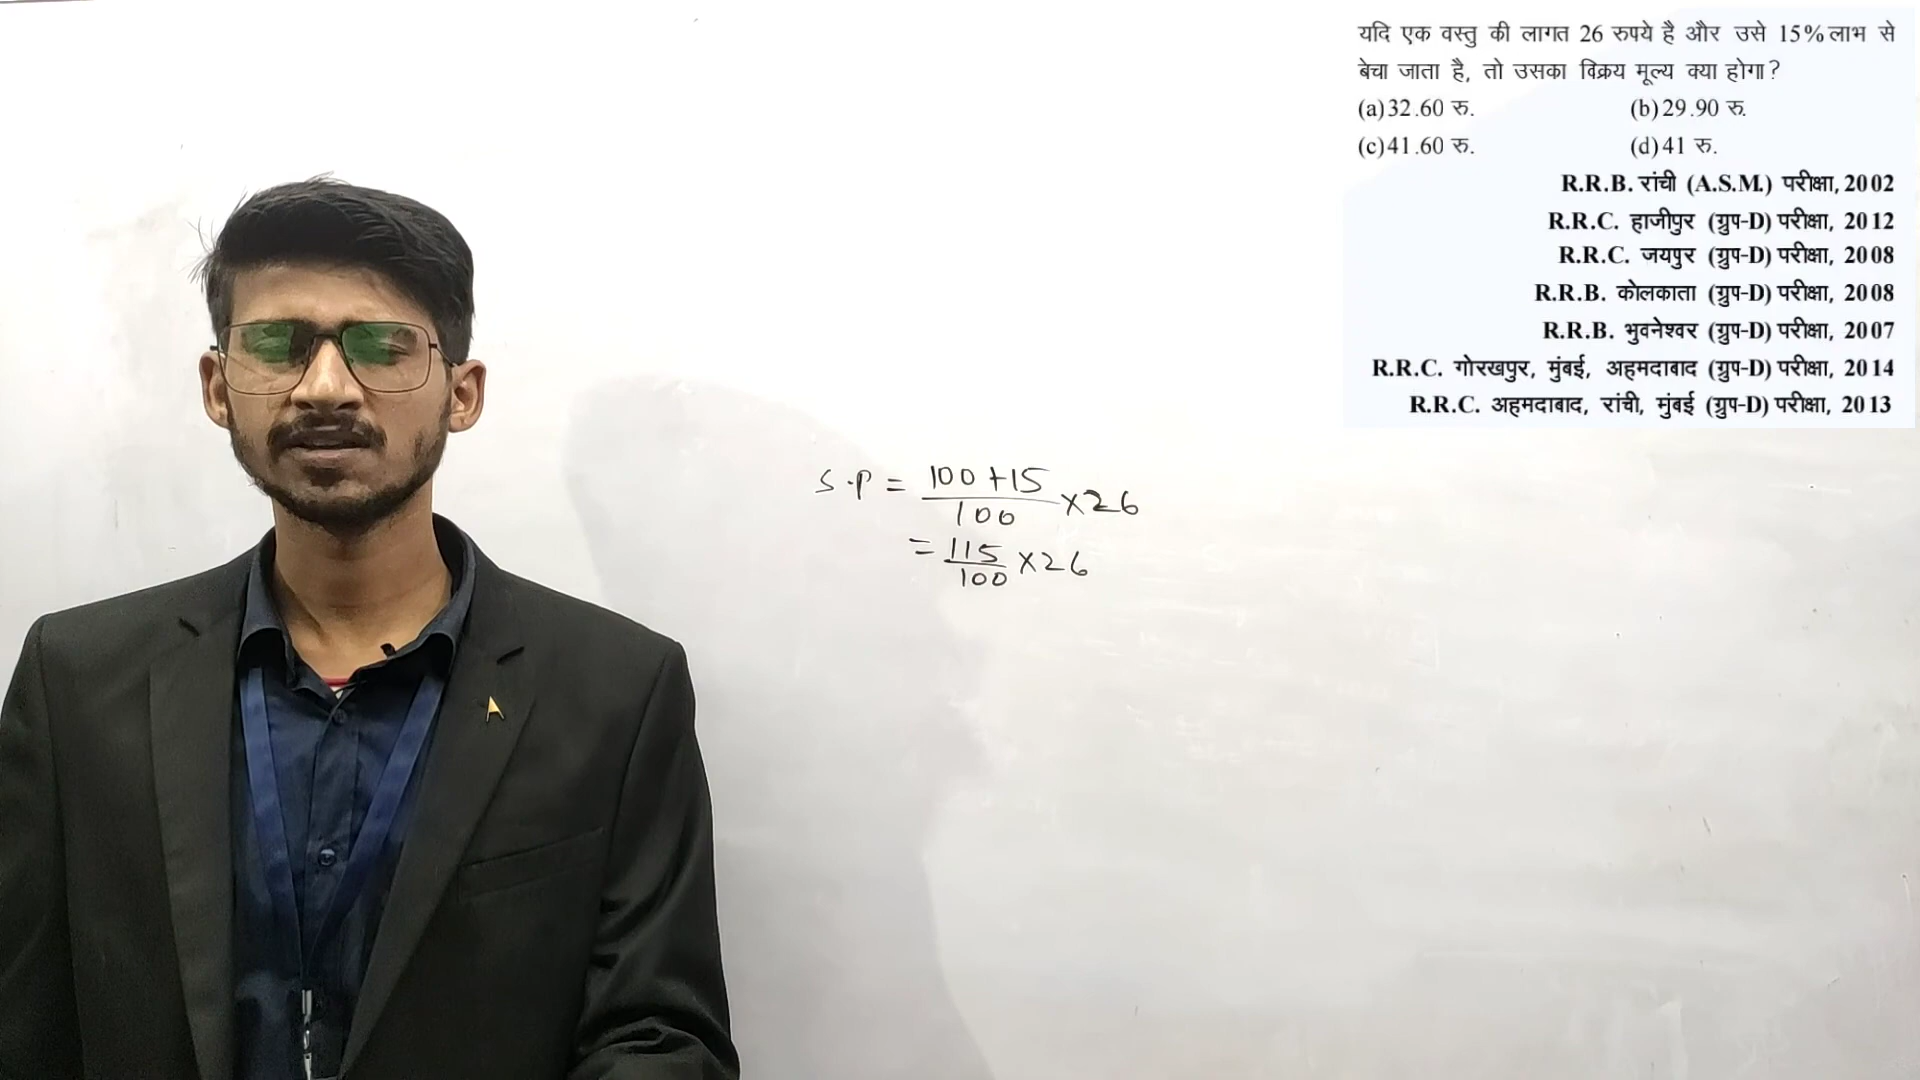 यदि एक वस्तु की लागत 26 रुपये है और उसे 15% लाभ से
बेचा जाता है, तो उसका विक्रय मूल्य क्या होगा?
(a) 32.60 रु. (b) 29.90 रु.
(c) 41.60 रु. (d) 41 रु.
R.R.B. रांची (A.S.M.) परीक्षा, 2002
R.R.C. हाजीपुर (ग्रुप-D) परीक्षा, 2012
R.R.C. जयपुर (ग्रुप-D) परीक्षा, 2008
R.R.B. कोलकाता (ग्रुप-D) परीक्षा, 2008
R.R.B. भुवनेश्वर (ग्रुप-D) परीक्षा, 2007
R.R.C. गोरखपुर, मुंबई, अहमदाबाद (ग्रुप-D) परीक्षा, 2014
R.R.C. अहमदाबाद, रांची, मुंबई (ग्रुप-D) परीक्षा, 2013
S.P = (100+15)/100 × 26
= 115/100 × 26